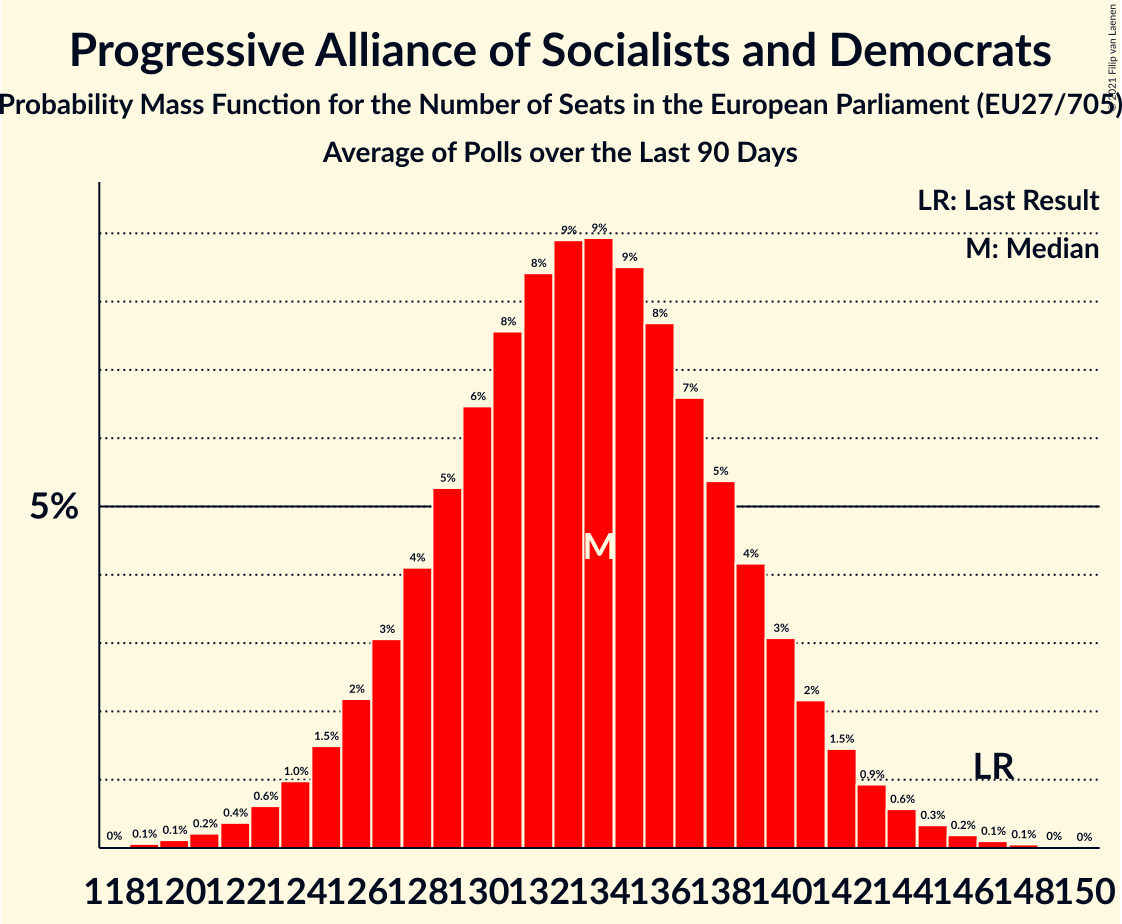 Progressive Alliance of Socialists and Democrats
Probability Mass Function for the Number of Seats in the European Parliament (EU27/705)
Average of Polls over the Last 90 Days
© 2021 Filip van Laenen
LR: Last Result
M: Median
5%
0% 0.1% 0.1% 0.2% 0.4% 0.6% 1.0% 1.5% 2% 3% 4% 5% 6% 8% 8% 9% 9% 9% 8% 7% 5% 4% 3% 2% 1.5% 0.9% 0.6% 0.3% 0.2% 0.1% 0.1% 0% 0%
M
LR
118 120 122 124 126 128 130 132 134 136 138 140 142 144 146 148 150